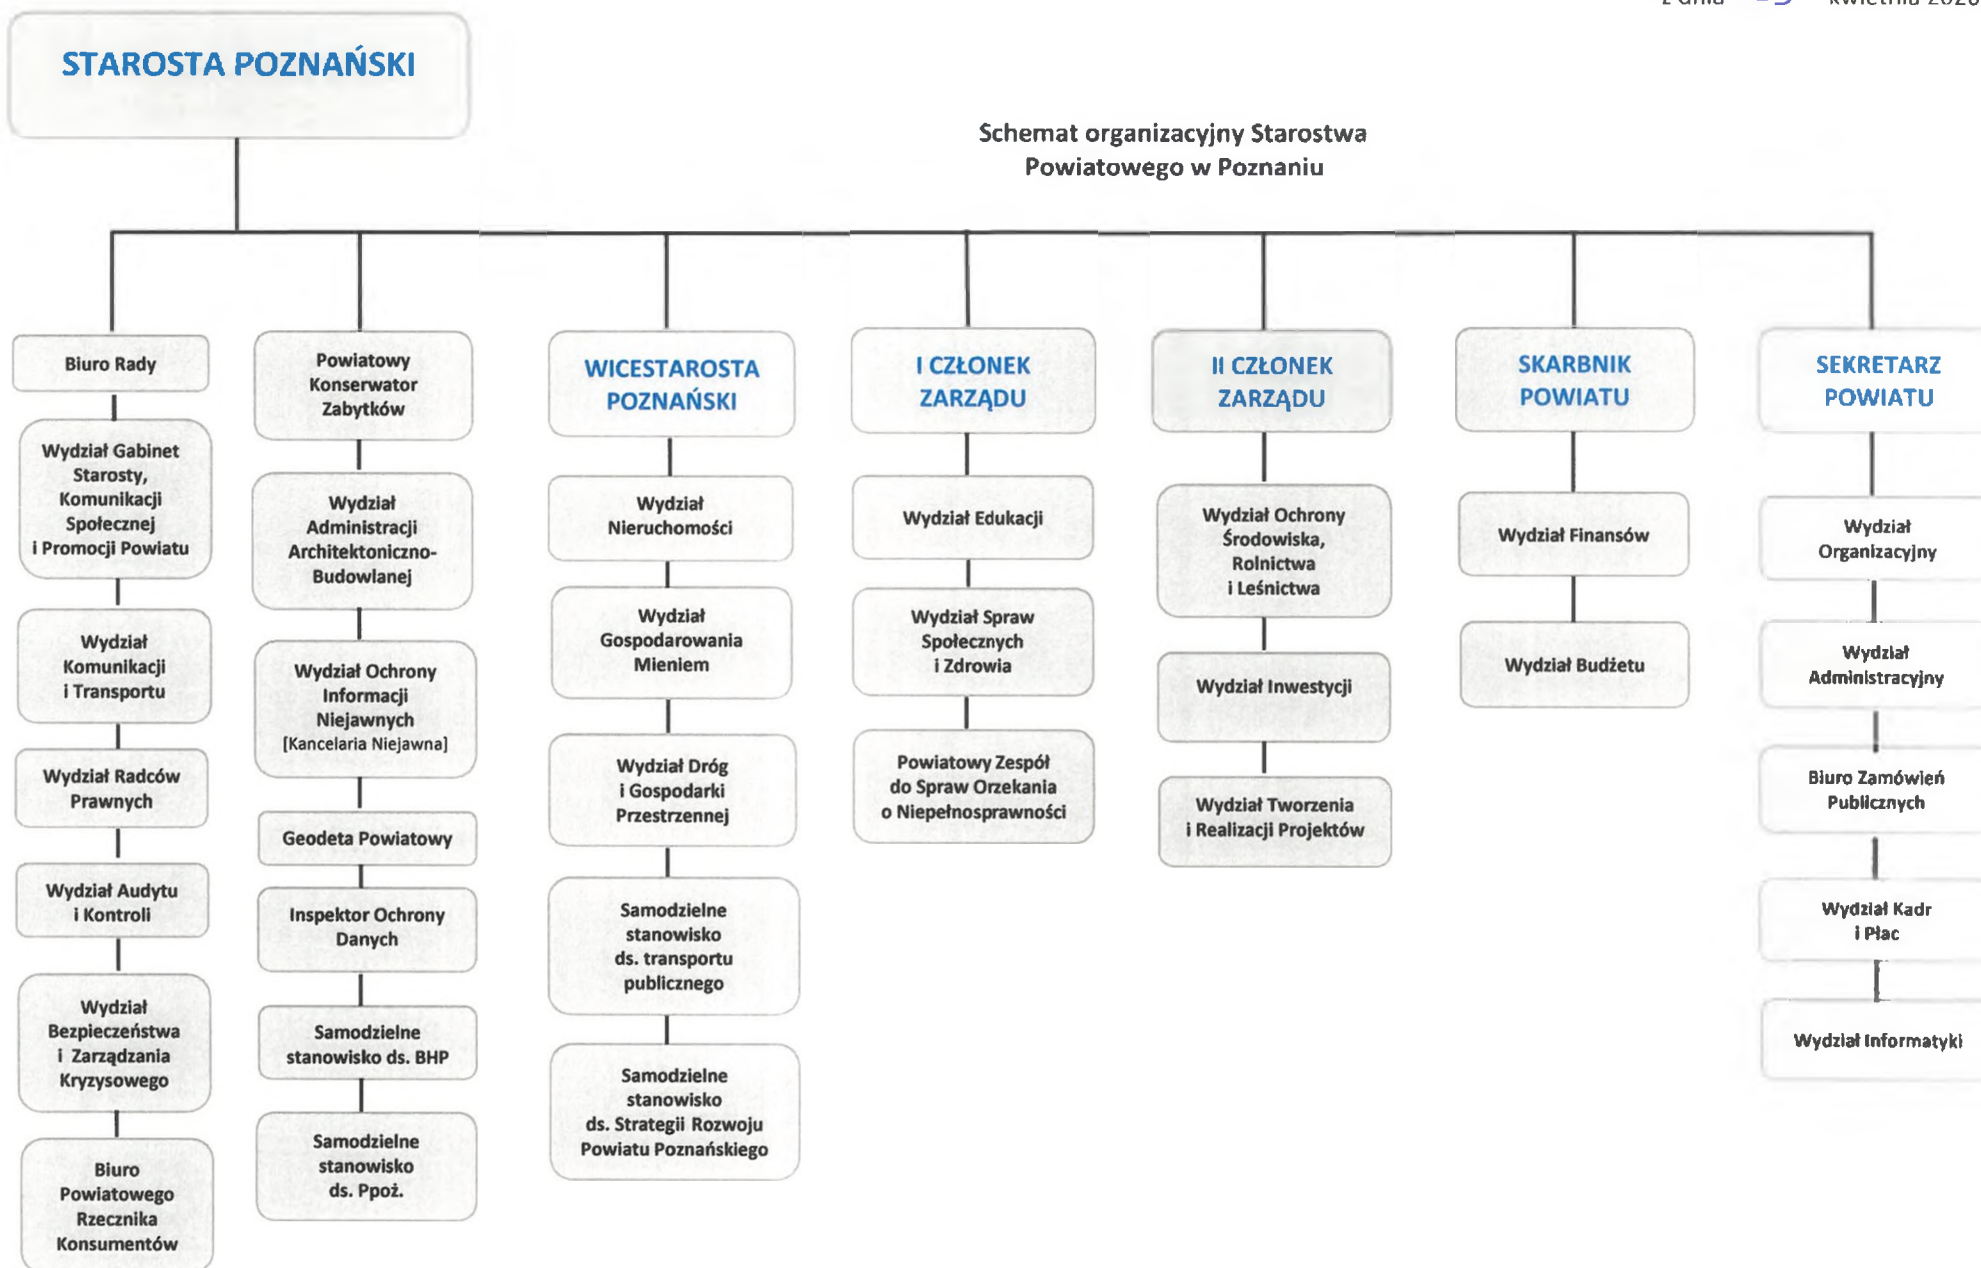 kwietnia
STAROSTA POZNAŃSKI
Schemat organizacyjny Starostwa
Powiatowego w Poznaniu
Biuro Rady
Wydział Gabinet
Starosty,
Komunikacji
Społecznej
i Promocji Powiatu
Wydział
Komunikacji
i Transportu
Wydział Radców
Prawnych
Wydział Audytu
i Kontroli
Wydział
Bezpieczeństwa
i Zarządzania
Kryzysowego
Biuro
Powiatowego
Rzecznika
Konsumentów
Powiatowy
Konserwator
Zabytków
Wydział
Administracji
Architektoniczno-
Budowlanej
Wydział Ochrony
Informacji
Niejawnych
[Kancelaria Niejawna]
Geodeta Powiatowy
Inspektor Ochrony
Danych
Samodzielne
stanowisko ds. BHP
Samodzielne
stanowisko
ds. Ppoż.
WICESTAROSTA
POZNAŃSKI
Wydział
Nieruchomości
Wydział
Gospodarowania
Mieniem
Wydział Dróg
i Gospodarki
Przestrzennej
Samodzielne
stanowisko
ds. transportu
publicznego
Samodzielne
stanowisko
ds. Strategii Rozwoju
Powiatu Poznańskiego
I CZŁONEK
ZARZĄDU
Wydział Edukacji
Wydział Spraw
Społecznych
i Zdrowia
Powiatowy Zespół
do Spraw Orzekania
o Niepełnosprawności
II CZŁONEK
ZARZĄDU
Wydział Ochrony
Środowiska,
Rolnictwa
i Leśnictwa
Wydział Inwestycji
Wydział Tworzenia
i Realizacji Projektów
SKARBNIK
POWIATU
Wydział Finansów
Wydział Budżetu
SEKRETARZ
POWIATU
Wydział
Organizacyjny
Wydział
Administracyjny
Biuro Zamówień
Publicznych
Wydział Kadr
i Płac
Wydział Informatyki